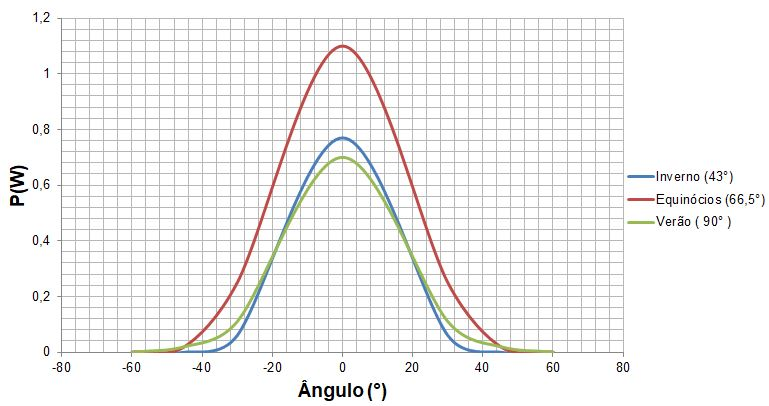 1,2
1
0,8
0,6
0,4
0,2
0
P(W)
-80 -60 -40 -20 0 20 40 60 80
Ângulo (°)
Inverno (43°)
Equinócios (66,5°)
Verão ( 90° )